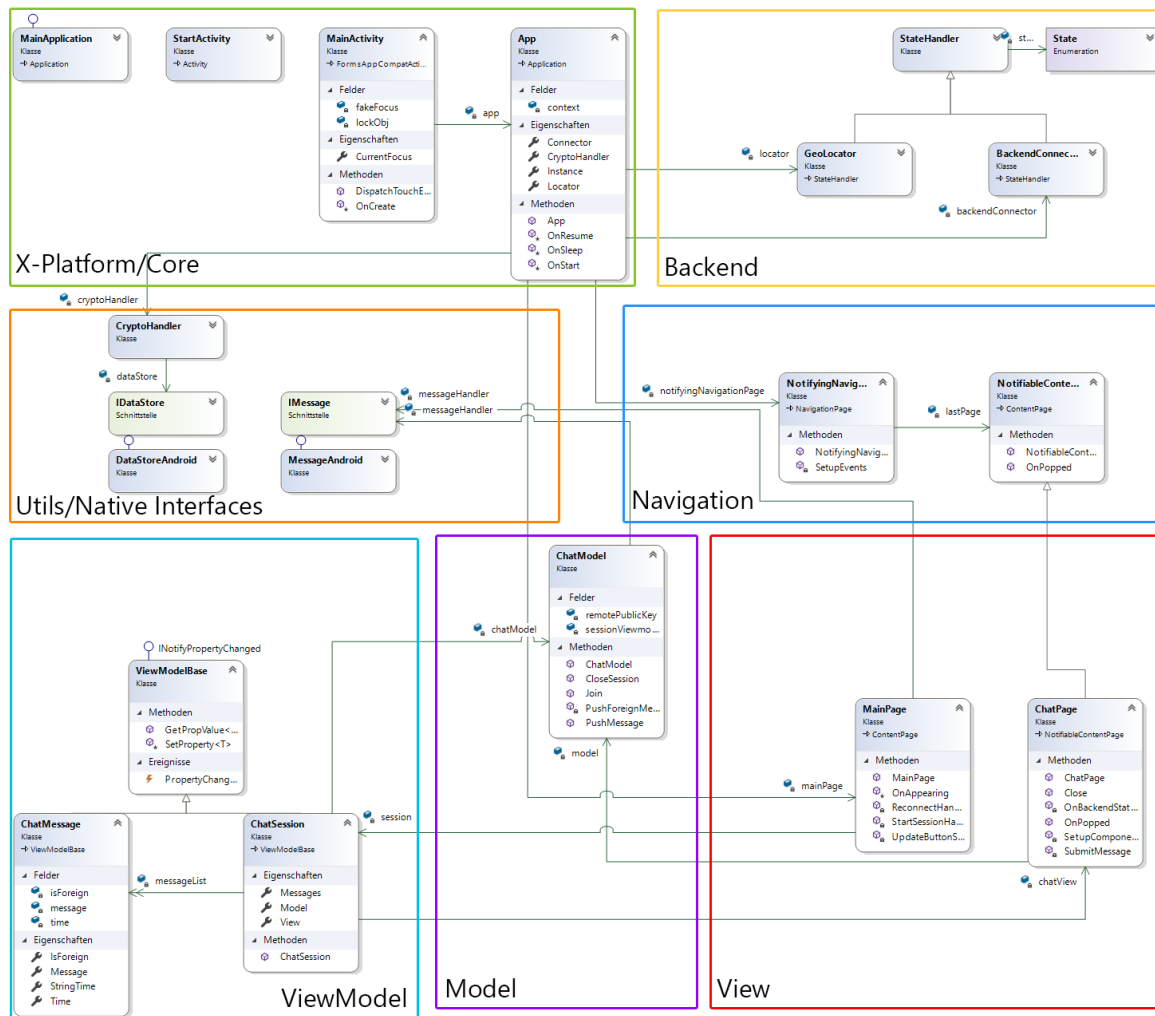 MainApplication
Klasse
Application
StartActivity
Klasse
Activity
MainActivity
Klasse
FormsAppCompatActi...
Felder
fakeFocus
lockObj
Eigenschaften
CurrentFocus
Methoden
DispatchTouchE...
OnCreate
app
App
Klasse
Application
Felder
context
Eigenschaften
Connector
CryptoHandler
Instance
Locator
Methoden
App
OnResume
OnSleep
OnStart
X-Platform/Core
StateHandler
Klasse
st...
State
Enumeration
locator
GeoLocator
Klasse
StateHandler
BackendConnec...
Klasse
StateHandler
backendConnector
Backend
cryptoHandler
CryptoHandler
Klasse
dataStore
IDataStore
Schnittstelle
DataStoreAndroid
Klasse
IMessage
Schnittstelle
MessageAndroid
Klasse
messageHandler
messageHandler
Utils/Native Interfaces
notifyingNavigationPage
NotifyingNavig...
Klasse
NavigationPage
Methoden
NotifyingNavig...
SetupEvents
lastPage
NotifiableConte...
Klasse
ContentPage
Methoden
NotifiableCont...
OnPopped
Navigation
INotifyPropertyChanged
ViewModelBase
Klasse
Methoden
GetPropValue<...
SetProperty<T>
Ereignisse
PropertyChang...
ChatMessage
Klasse
ViewModelBase
Felder
isForeign
message
time
Eigenschaften
IsForeign
Message
StringTime
Time
messageList
ChatSession
Klasse
ViewModelBase
Eigenschaften
Messages
Model
View
Methoden
ChatSession
session
ViewModel
chatModel
ChatModel
Klasse
Felder
remotePublicKey
sessionViewmo...
Methoden
ChatModel
CloseSession
Join
PushForeignMe...
PushMessage
model
Model
mainPage
MainPage
Klasse
ContentPage
Methoden
MainPage
OnAppearing
ReconnectHan...
StartSessionHa...
UpdateButtonS...
ChatPage
Klasse
NotifiableContentPage
Methoden
ChatPage
Close
OnBackendStat...
OnPopped
SetupCompone...
SubmitMessage
chatView
View